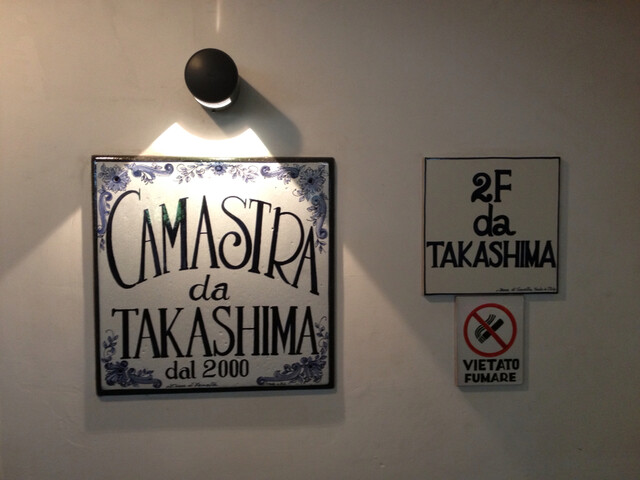 CAMASTRA
da
TAKASHIMA
dal 2000
2F
da
TAKASHIMA
VIETATO
FUMARE